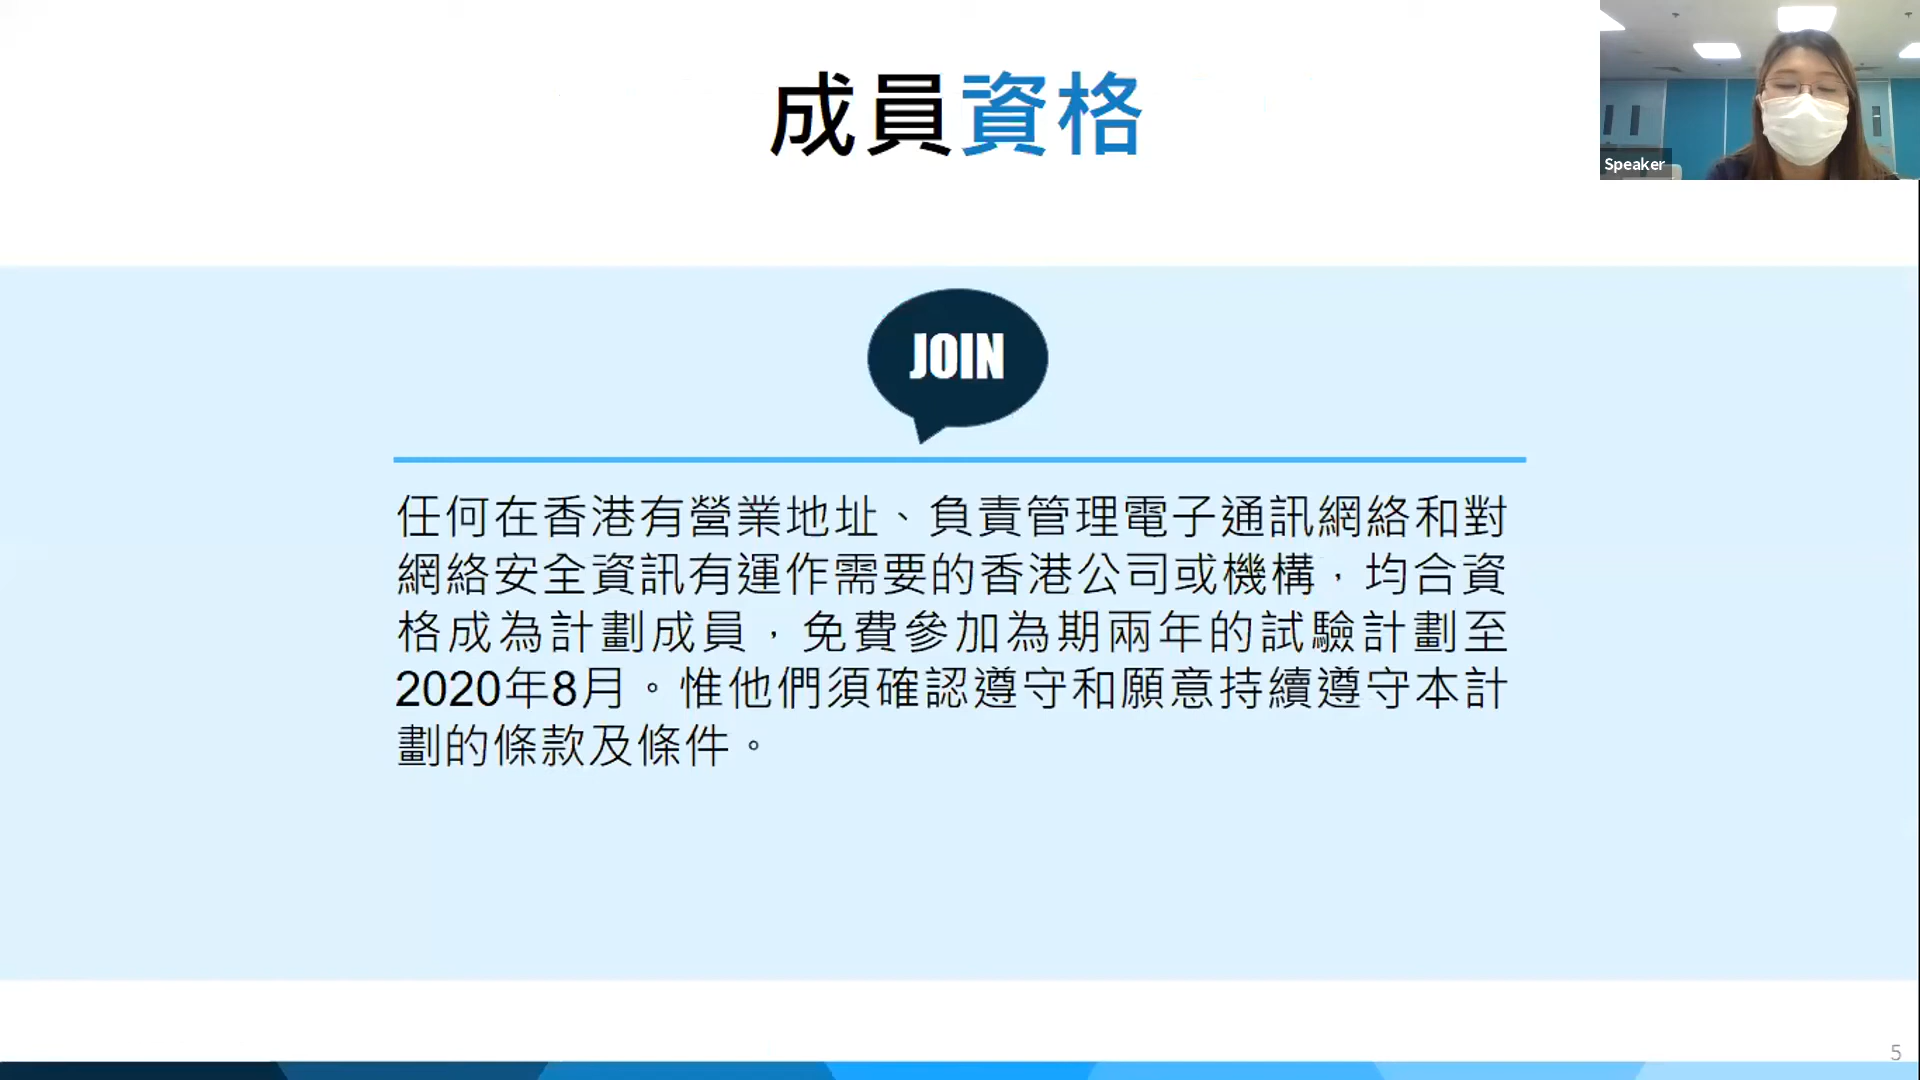 成員資格
Speaker
JOIN
任何在香港有營業地址、負責管理電子通訊網絡和對
網絡安全資訊有運作需要的香港公司或機構，均合資
格成為計劃成員，免費參加為期兩年的試驗計劃至
2020年8月。惟他們須確認遵守和願意持續遵守本計
劃的條款及條件。
5